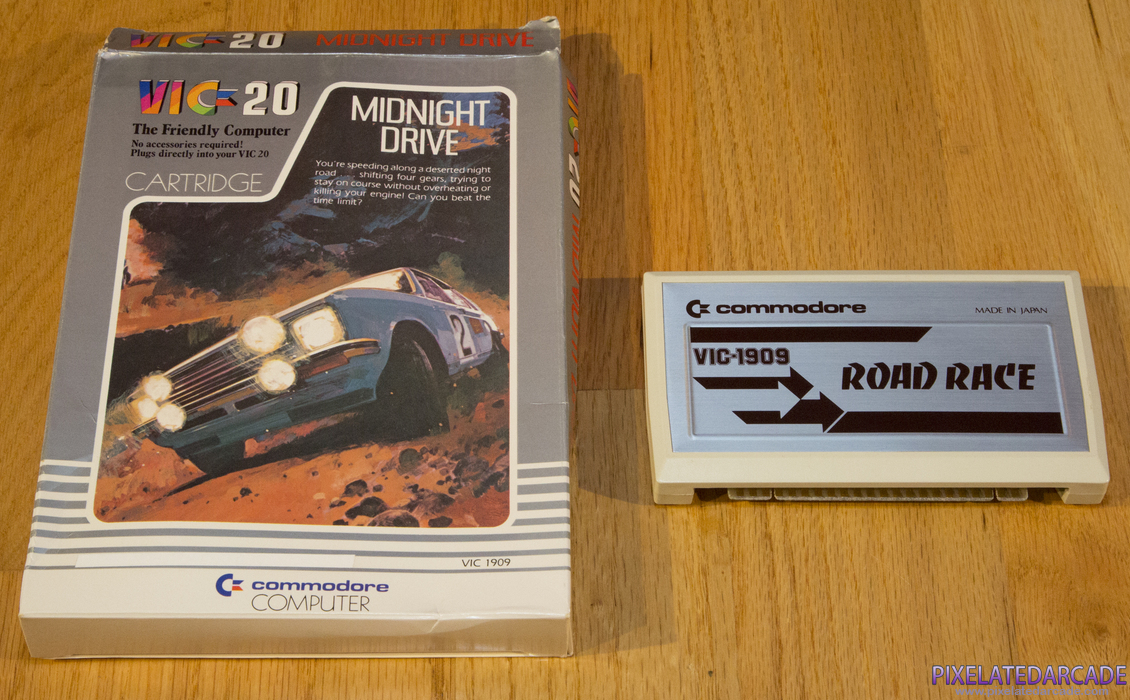 VIC-20 MIDNIGHT DRIVE
VIC-20
The Friendly Computer
No accessories required!
Plugs directly into your VIC 20
CARTRIDGE
MIDNIGHT
DRIVE
You're speeding along a deserted night
road shifting four gears, trying to
stay on course without overheating or
killing your engine! Can you beat the
time limit?
2
VIC 1909
commodore
COMPUTER
commodore
MADE IN JAPAN
VIC-1909
ROAD RACE
PIXELATEDARCADE
www.pixelatedarcade.com